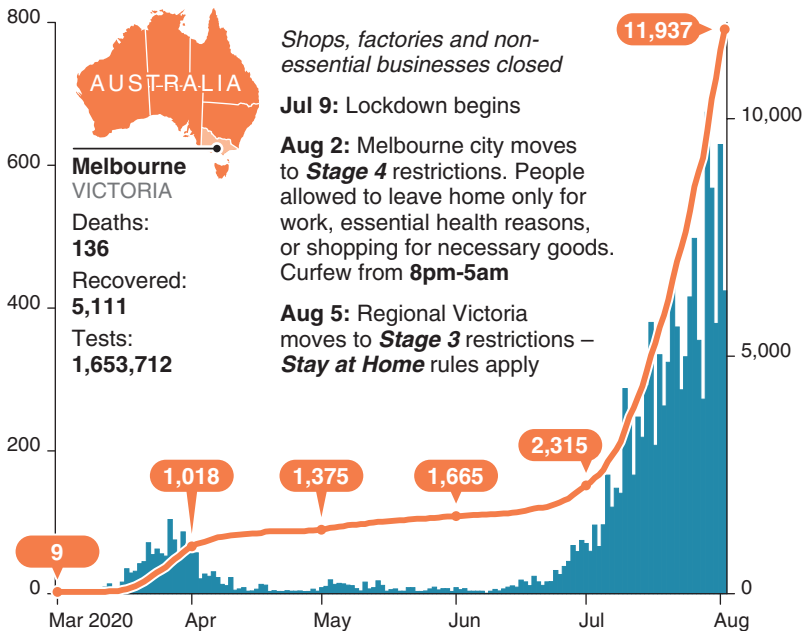 800
600
400
200
0
AUSTRALIA
Melbourne
VICTORIA
Deaths:
136
Recovered:
5,111
Tests:
1,653,712
Shops, factories and non-
essential businesses closed
Jul 9: Lockdown begins
Aug 2: Melbourne city moves
to Stage 4 restrictions. People
allowed to leave home only for
work, essential health reasons,
or shopping for necessary goods.
Curfew from 8pm-5am
Aug 5: Regional Victoria
moves to Stage 3 restrictions –
Stay at Home rules apply
11,937
10,000
5,000
0
9
1,018
1,375
1,665
2,315
Mar 2020
Apr
May
Jun
Jul
Aug